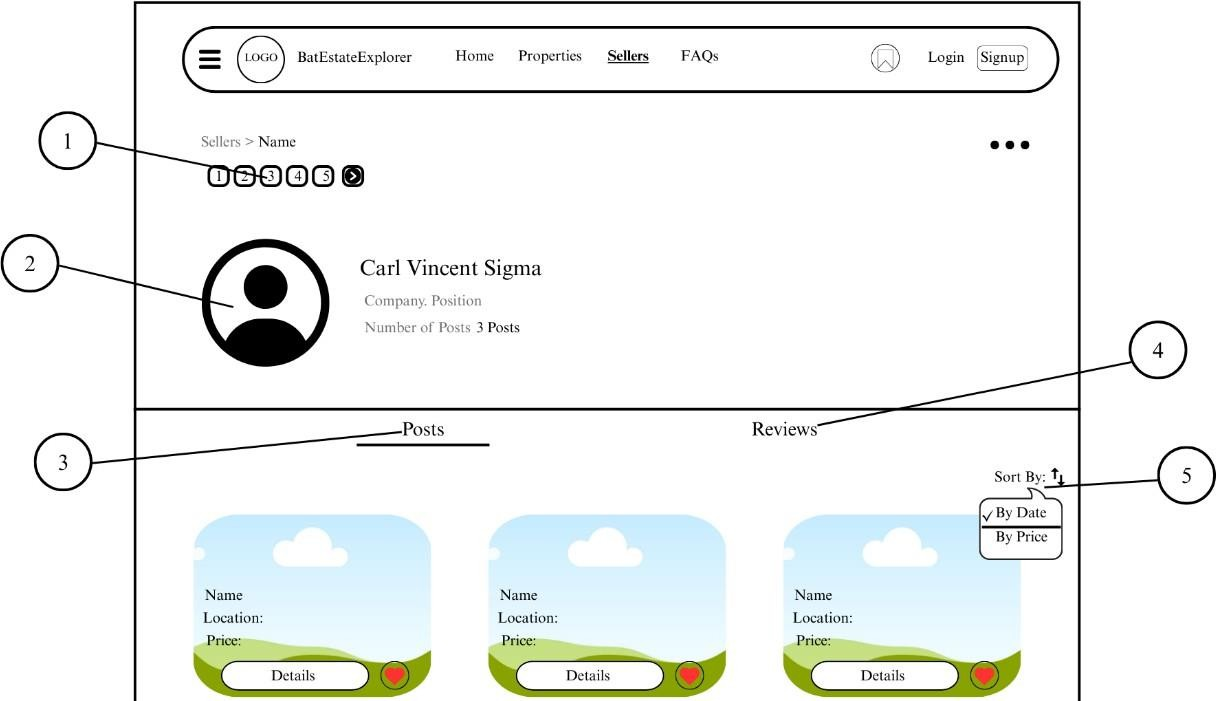 LOGO BatEstateExplorer Home Properties Sellers FAQs Login Signup
1
Sellers > Name
1 2 3 4 5
2
Carl Vincent Sigma
Company. Position
Number of Posts 3 Posts
4
3
Posts Reviews
Sort By:
5
By Date
By Price
Name Name Name
Location: Location: Location:
Price: Price: Price:
Details Details Details